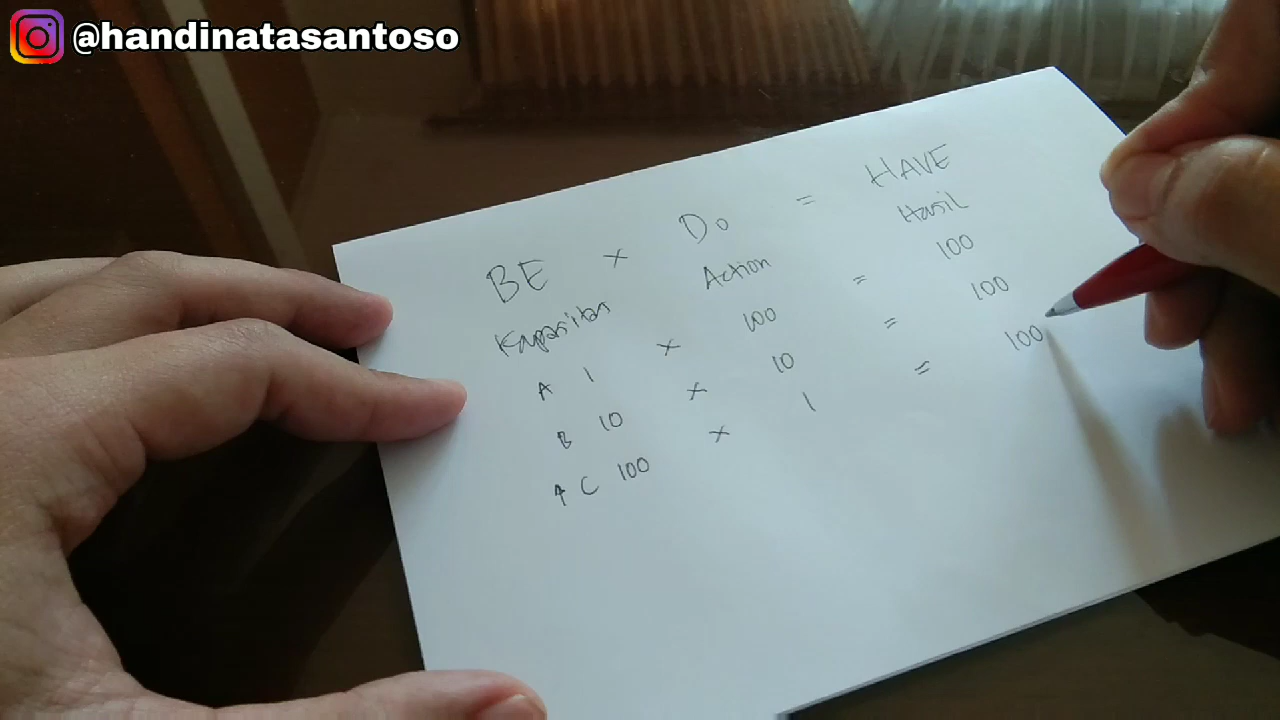 @handinatasantoso
BE x Do = HAVE
Kapasitas Action Hasil
A 1 x 100 = 100
B 10 x 10 = 100
A C 100 x 1 = 100